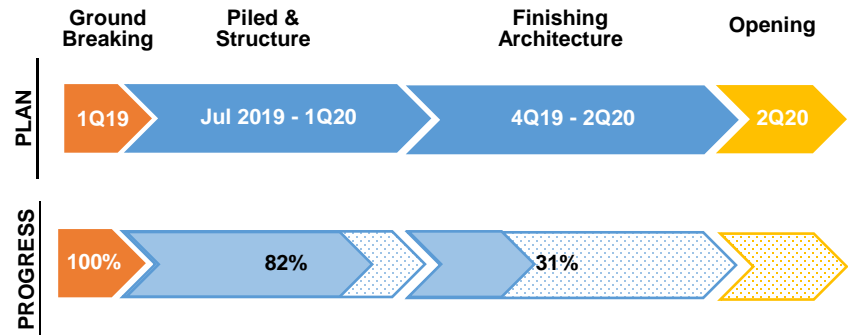 Ground
Breaking
Piled &
Structure
Finishing
Architecture
Opening
PLAN
1Q19
Jul 2019 - 1Q20
4Q19 - 2Q20
2Q20
PROGRESS
100%
82%
31%